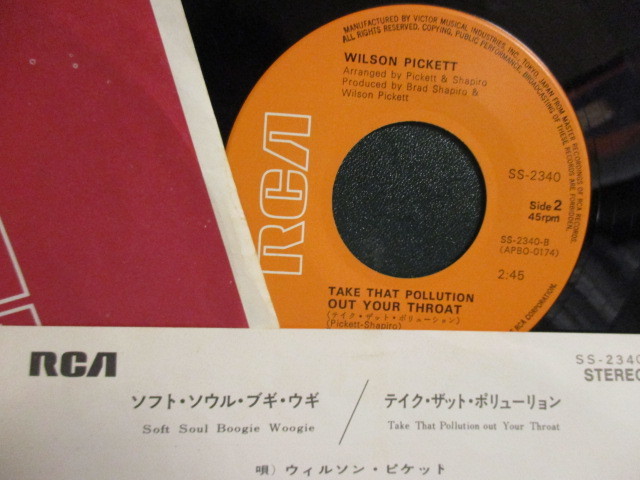 MANUFACTURED BY VICTOR MUSICAL INDUSTRIES, INC. TOKYO, JAPAN FROM MASTER RECORDINGS OF RCA RECORDS.
ALL RIGHTS RESERVED. COPYING, PUBLIC PERFORMANCE, BROADCASTING OF THESE RECORDS ARE FORBIDDEN.
WILSON PICKETT
Arranged by Pickett & Shapiro
Produced by Brad Shapiro &
Wilson Pickett
RCA
SS-2340
Side 2
45rpm
SS-2340-B
(APBO-0174)
2:45
TAKE THAT POLLUTION
OUT YOUR THROAT
(テイク・ザット・ポリューション)
(Pickett-Shapiro)
RCA CORPORATION.
RCA
SS-2340
STEREO
ソフト・ソウル・ブギ・ウギ / テイク・ザット・ポリューリョン
Soft Soul Boogie Woogie
Take That Pollution out Your Throat
唄) ウィルソン・ピケット